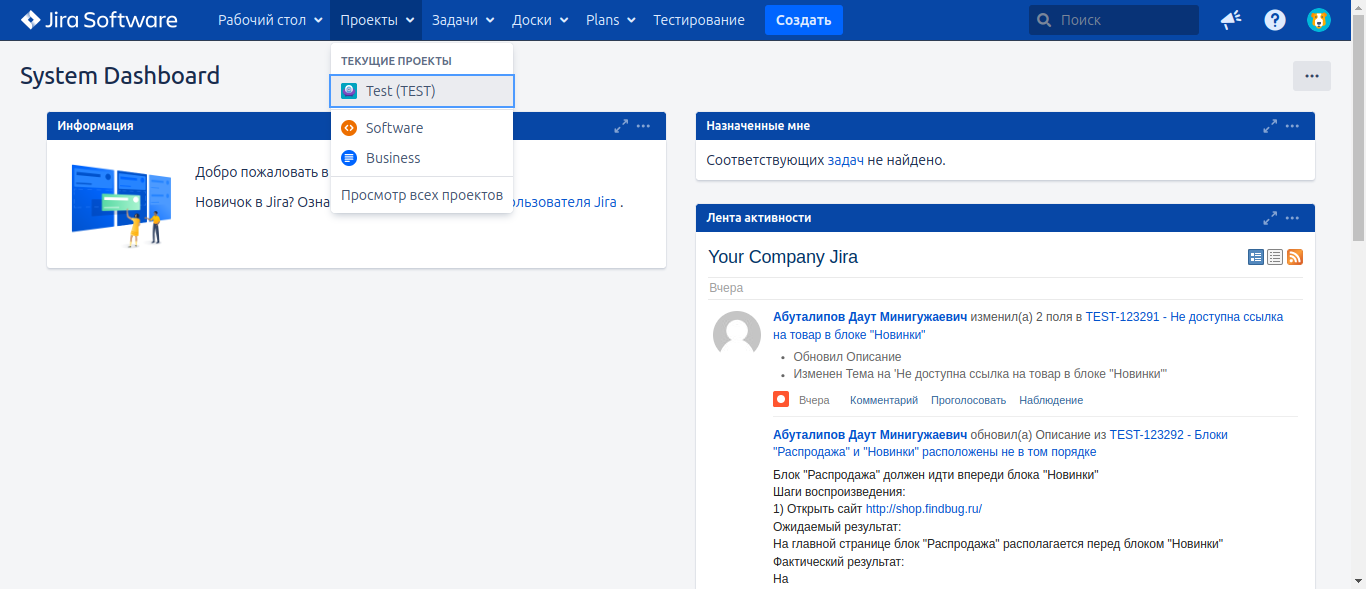 Jira Software
Рабочий стол
Проекты
Задачи
Доски
Plans
Тестирование
Создать
Поиск
System Dashboard
ТЕКУЩИЕ ПРОЕКТЫ
Test (TEST)
Software
Business
Просмотр всех проектов
Информация
Добро пожаловать в
Новичок в Jira?
Jira .
Назначенные мне
Соответствующих задач не найдено.
Лента активности
Your Company Jira
Вчера
Абуталипов Даут Минигужаевич изменил(а) 2 поля в TEST-123291 - Не доступна ссылка
на товар в блоке "Новинки"
Обновил Описание
Изменен Тема на 'Не доступна ссылка на товар в блоке "Новинки"'
Вчера Комментарий Проголосовать Наблюдение
Абуталипов Даут Минигужаевич обновил(а) Описание из TEST-123292 - Блоки
"Распродажа" и "Новинки" расположены не в том порядке
Блок "Распродажа" должен идти впереди блока "Новинки"
Шаги воспроизведения:
1) Открыть сайт http://shop.findbug.ru/
Ожидаемый результат:
На главной странице блок "Распродажа" располагается перед блоком "Новинки"
Фактический результат:
На